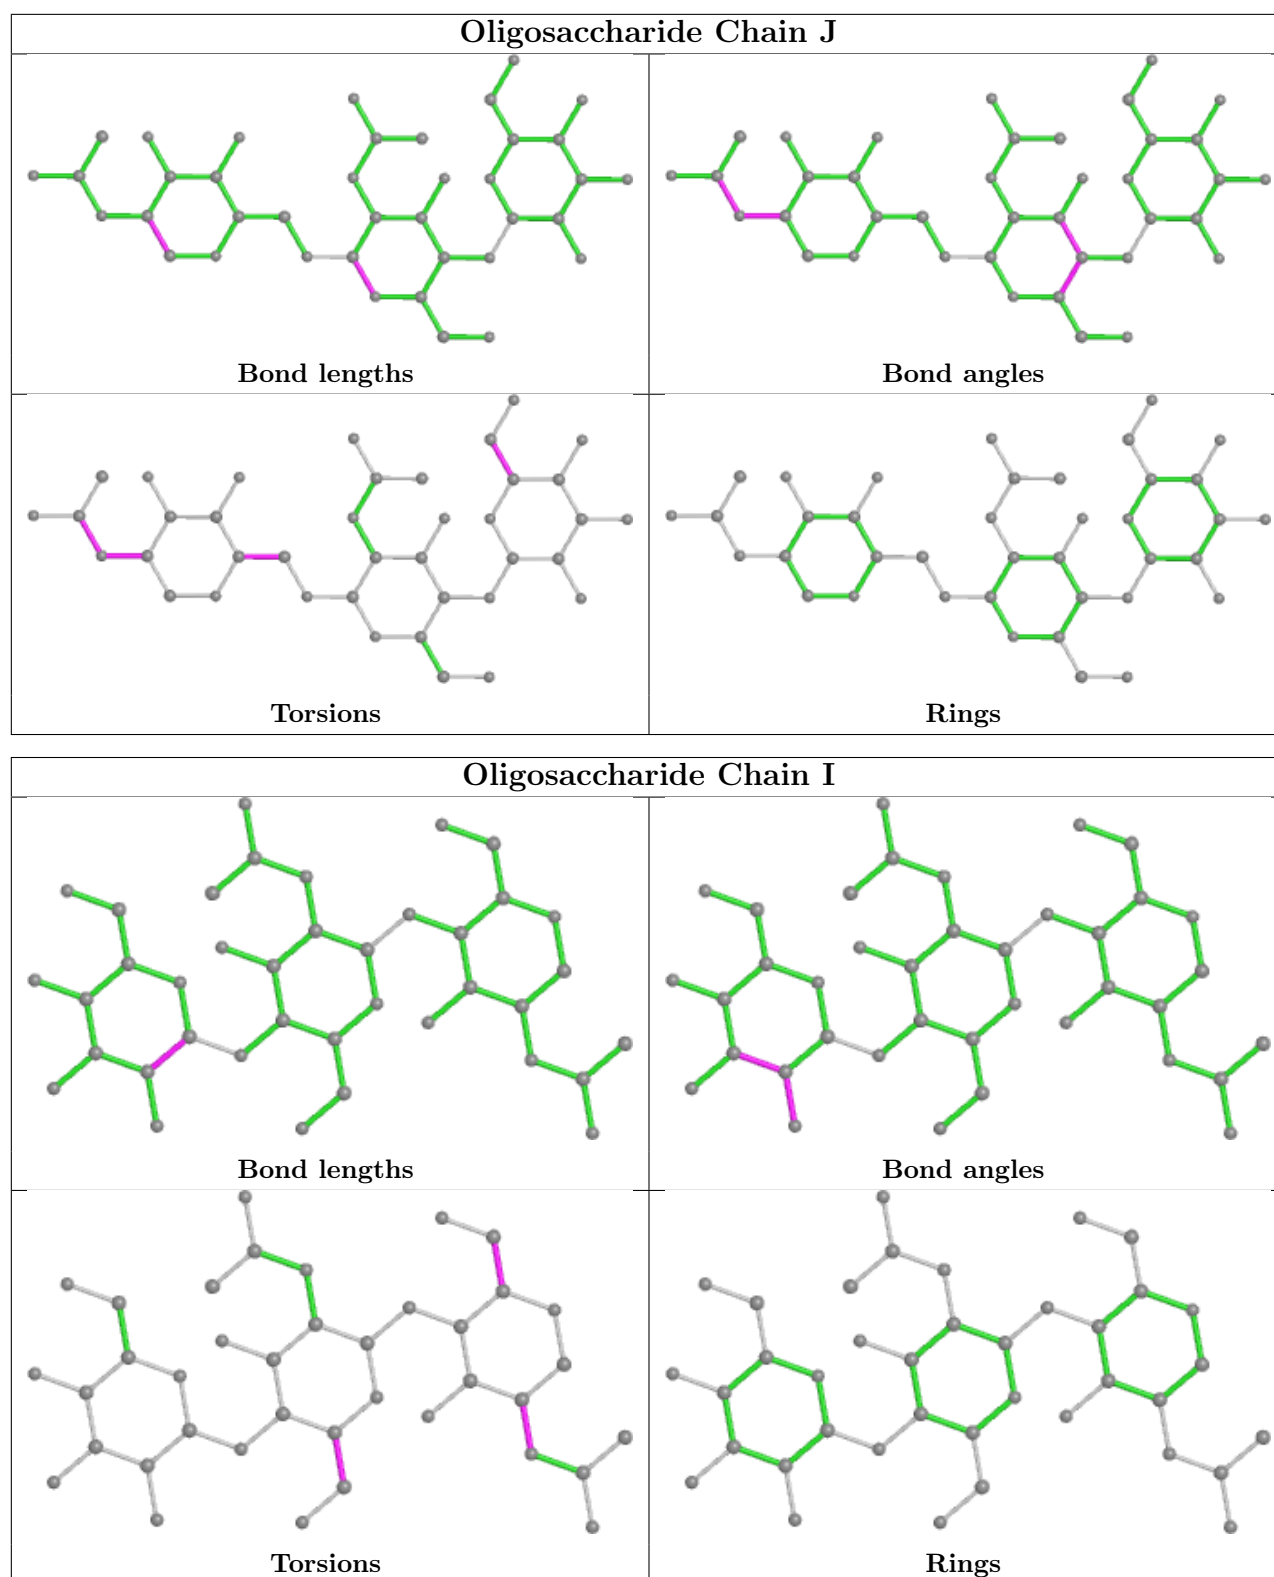 Oligosaccharide Chain J
Bond lengths
Bond angles
Torsions
Rings
Oligosaccharide Chain I
Bond lengths
Bond angles
Torsions
Rings